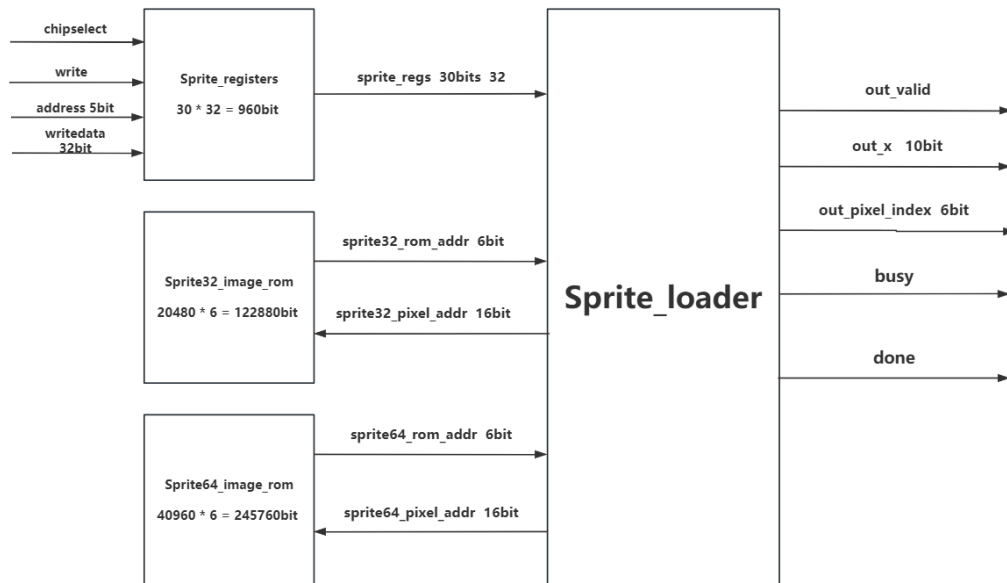 chipselect
write
address 5bit
writedata
32bit
Sprite_registers
30 * 32 = 960bit
sprite_regs 30bits 32
Sprite32_image_rom
20480 * 6 = 122880bit
sprite32_rom_addr 6bit
sprite32_pixel_addr 16bit
Sprite64_image_rom
40960 * 6 = 245760bit
sprite64_rom_addr 6bit
sprite64_pixel_addr 16bit
Sprite_loader
out_valid
out_x 10bit
out_pixel_index 6bit
busy
done